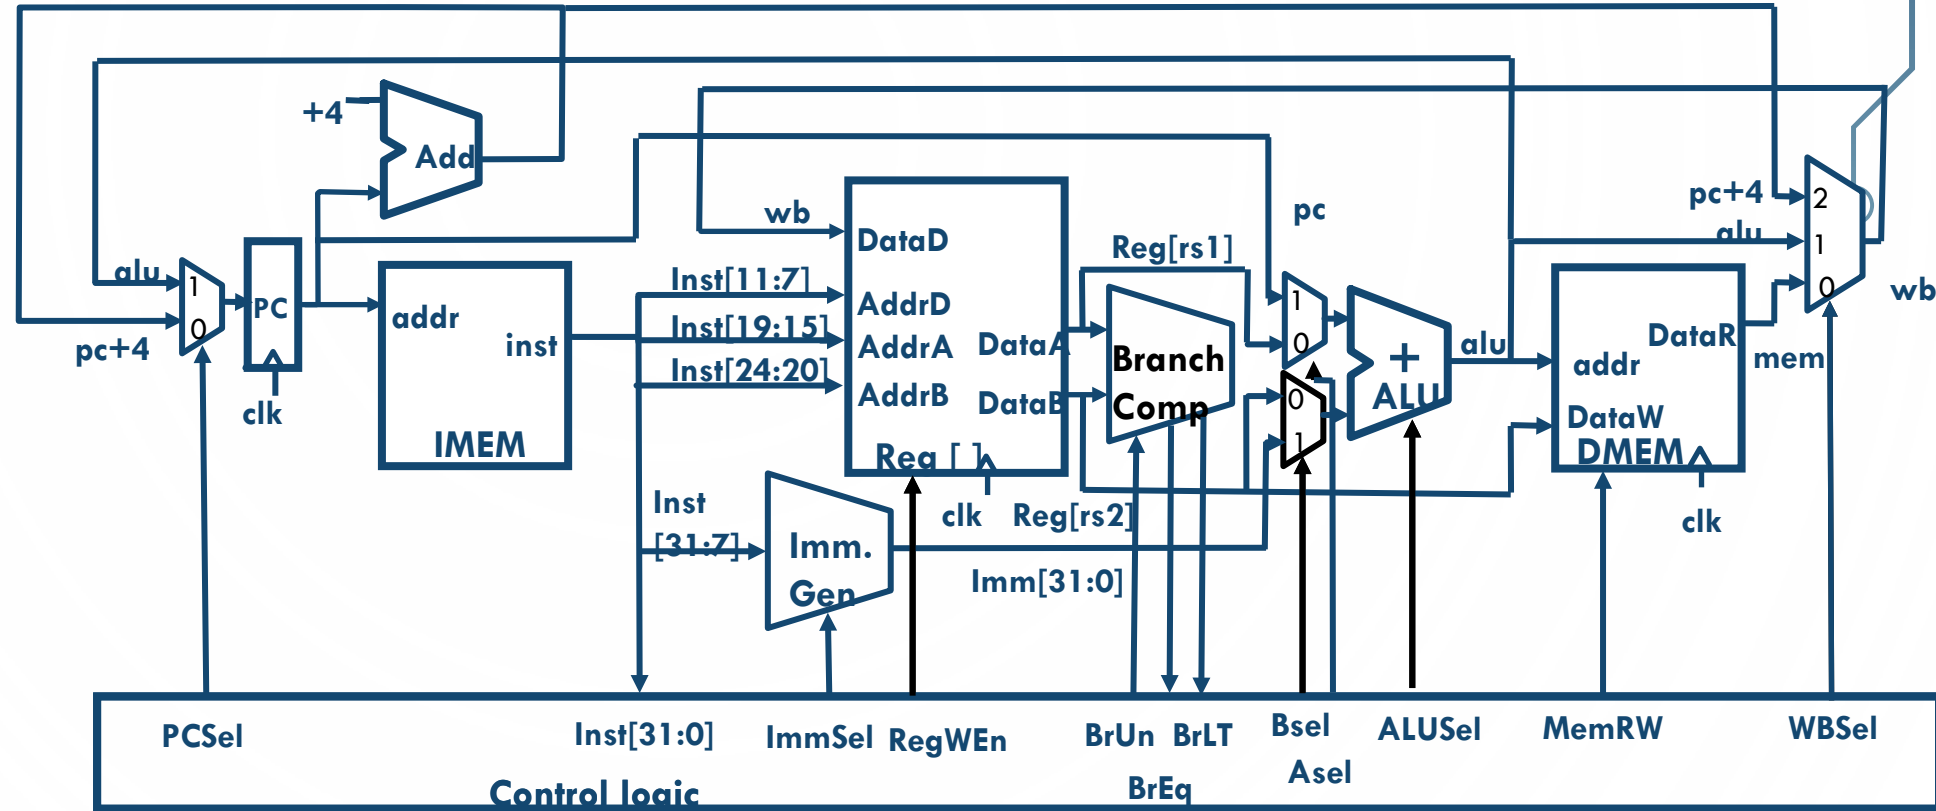 +4
Add
pc+4
2
wb
pc
alu
1
DataD
Reg[rs1]
alu
1
Inst[11:7]
0
wb
PC
addr
AddrD
1
0
pc+4
inst
Inst[19:15]
AddrA
DataA
0
Branch
Comp
+
ALU
alu
addr
DataR
mem
Inst[24:20]
AddrB
DataB
0
1
DataW
clk
IMEM
Reg [ ]
DMEM
Inst
[31:7]
clk
Reg[rs2]
clk
Imm.
Gen
Imm[31:0]
PCSel
Inst[31:0]
ImmSel
RegWEn
BrUn
BrLT
Bsel
ALUSel
MemRW
WBSel
Asel
BrEq
Control logic